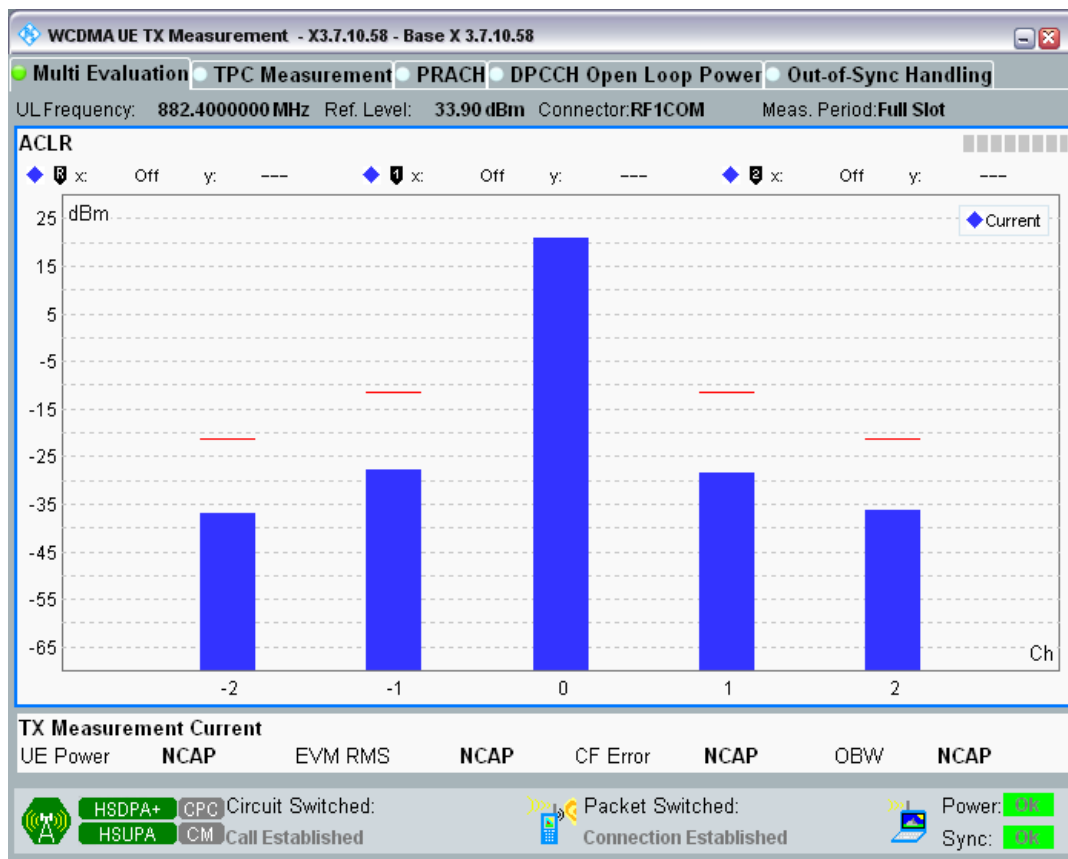 WCDMA UE TX Measurement - X3.7.10.58 - Base X 3.7.10.58
Multi Evaluation TPC Measurement PRACH DPCCH Open Loop Power Out-of-Sync Handling
ULFrequency: 882.4000000 MHz Ref. Level: 33.90 dBm Connector:RF1COM Meas. Period:Full Slot
ACLR
R x: Off y: --- 1 x: Off y: --- 2 x: Off y: ---
dBm
Current
25
15
5
-5
-15
-25
-35
-45
-55
-65
Ch
-2 -1 0 1 2
TX Measurement Current
UE Power NCAP EVM RMS NCAP CF Error NCAP OBW NCAP
HSDPA+ CPC Circuit Switched: Packet Switched: Power: OK
HSUPA CM Call Established Connection Established Sync: OK